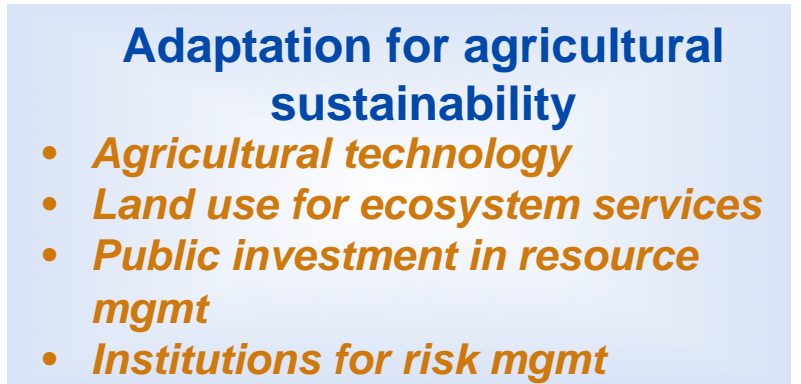 Adaptation for agricultural
sustainability
• Agricultural technology
• Land use for ecosystem services
• Public investment in resource
mgmt
• Institutions for risk mgmt